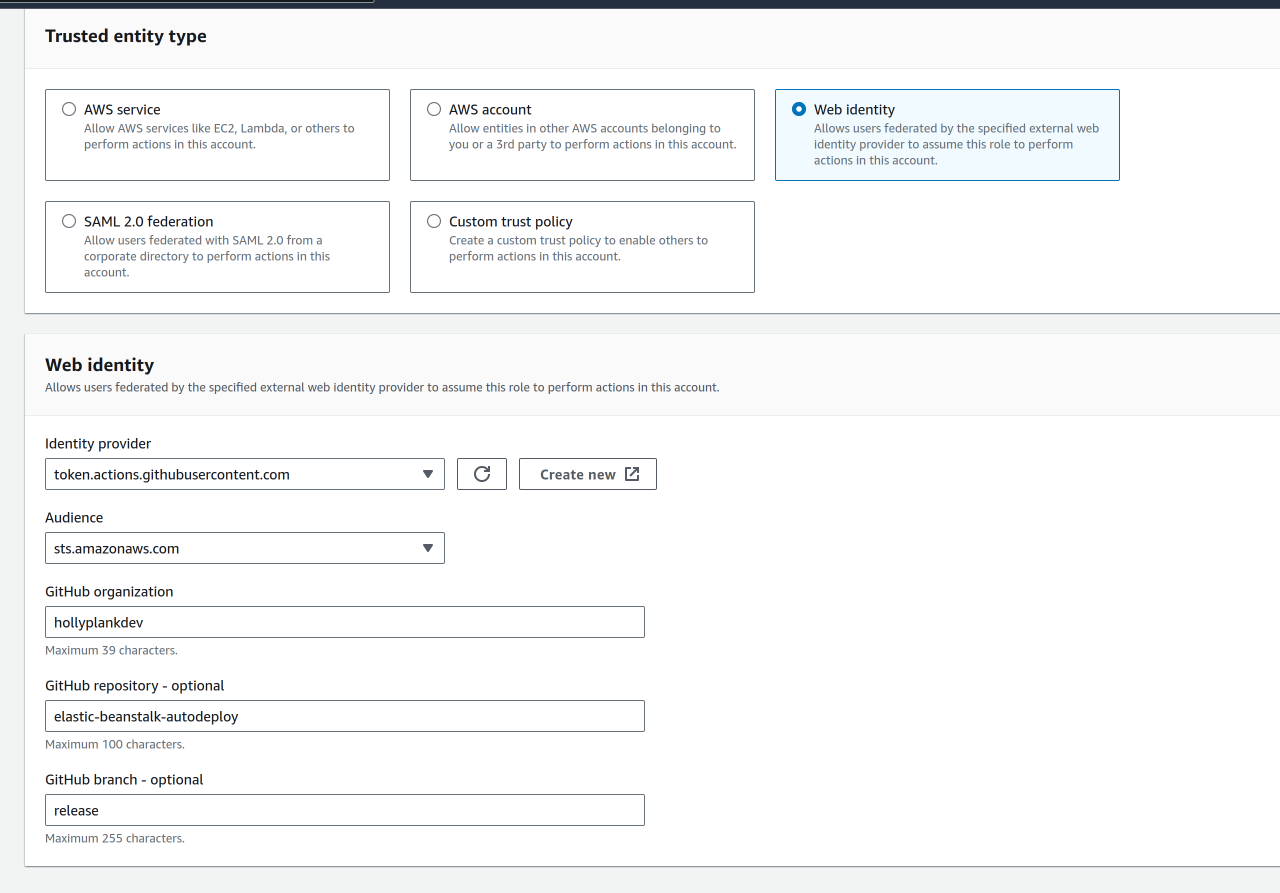 Trusted entity type
AWS service
Allow AWS services like EC2, Lambda, or others to
perform actions in this account.
AWS account
Allow entities in other AWS accounts belonging to
you or a 3rd party to perform actions in this account.
Web identity
Allows users federated by the specified external web
identity provider to assume this role to perform
actions in this account.
SAML 2.0 federation
Allow users federated with SAML 2.0 from a
corporate directory to perform actions in this
account.
Custom trust policy
Create a custom trust policy to enable others to
perform actions in this account.
Web identity
Allows users federated by the specified external web identity provider to assume this role to perform actions in this account.
Identity provider
token.actions.githubusercontent.com
Create new
Audience
sts.amazonaws.com
GitHub organization
hollyplankdev
Maximum 39 characters.
GitHub repository - optional
elastic-beanstalk-autodeploy
Maximum 100 characters.
GitHub branch - optional
release
Maximum 255 characters.